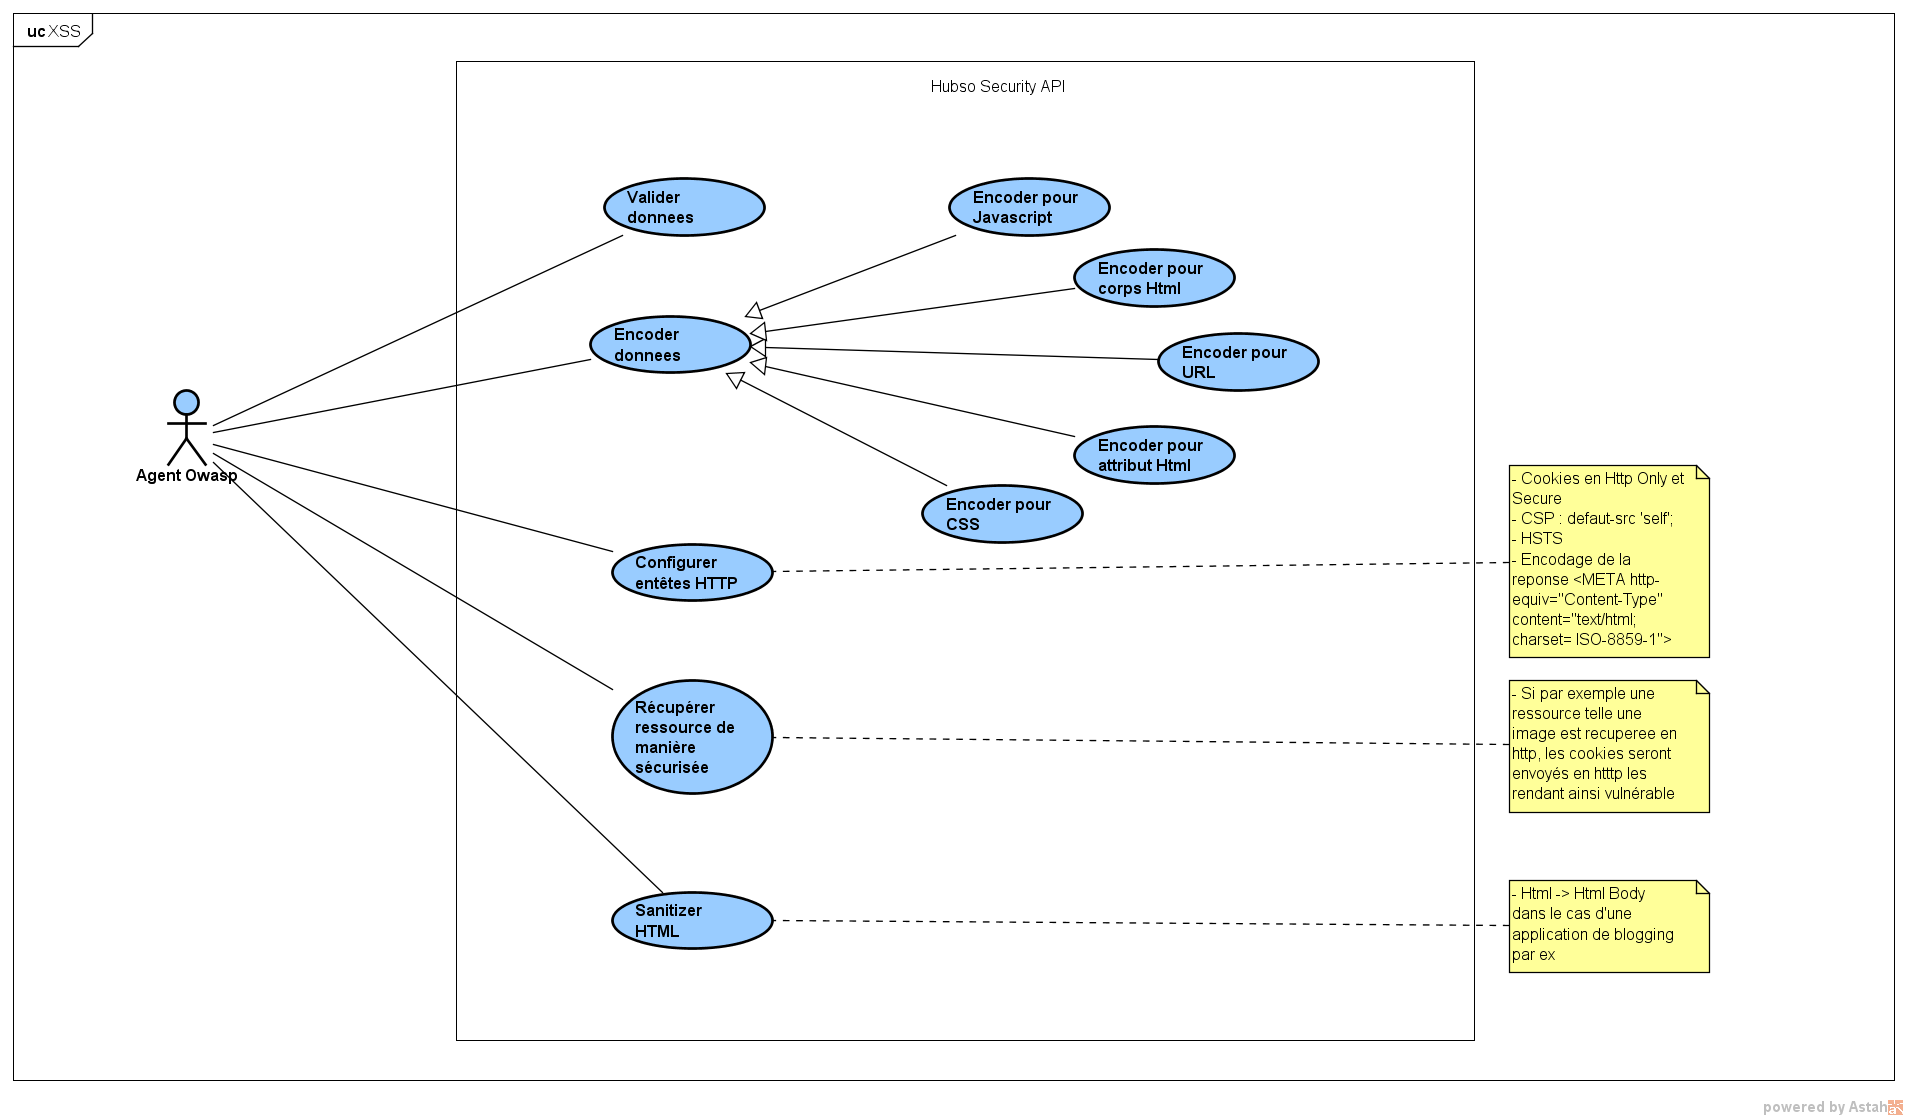 uc XSS
Hubso Security API
Valider
donnees
Encoder pour
Javascript
Encoder pour
corps Html
Encoder
donnees
Encoder pour
URL
Encoder pour
attribut Html
Encoder pour
CSS
Agent Owasp
Configurer
entêtes HTTP
- Cookies en Http Only et
Secure
- CSP : defaut-src 'self';
- HSTS
- Encodage de la
reponse <META http-
equiv="Content-Type"
content="text/html;
charset= ISO-8859-1">
Récupérer
ressource de
manière
sécurisée
- Si par exemple une
ressource telle une
image est recuperee en
http, les cookies seront
envoyés en htttp les
rendant ainsi vulnérable
Sanitizer
HTML
- Html -> Html Body
dans le cas d'une
application de blogging
par ex
powered by Astah